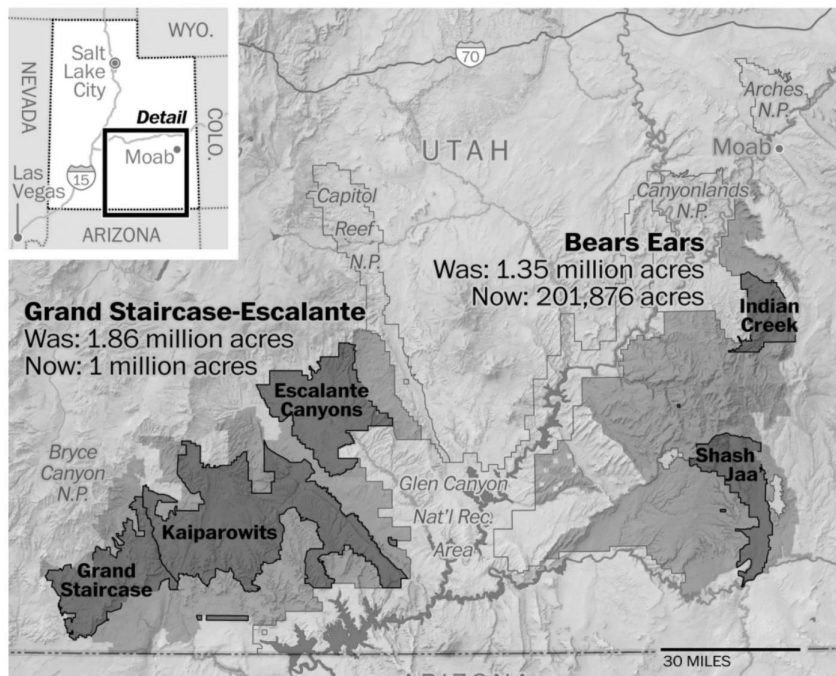 WYO.
Salt
Lake
City
NEVADA
Detail
COLO.
Moab
Las
Vegas
15
ARIZONA
70
Arches
N.P.
UTAH
Moab
Capitol
Reef
N.P.
Canyonlands
N.P.
Bears Ears
Was: 1.35 million acres
Now: 201,876 acres
Indian
Creek
Grand Staircase-Escalante
Was: 1.86 million acres
Now: 1 million acres
Escalante
Canyons
Bryce
Canyon
N.P.
Shash
Jaa’
Glen Canyon
Nat’l Rec.
Area
Kaiparowits
Grand
Staircase
30 MILES
ARIZONA